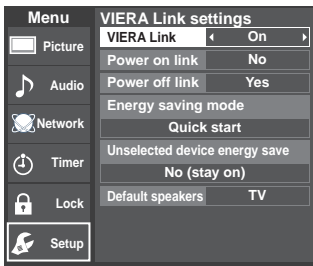 Menu
Picture
Audio
Network
Timer
Lock
Setup
VIERA Link settings
VIERA Link On
Power on link No
Power off link Yes
Energy saving mode
Quick start
Unselected device energy save
No (stay on)
Default speakers TV